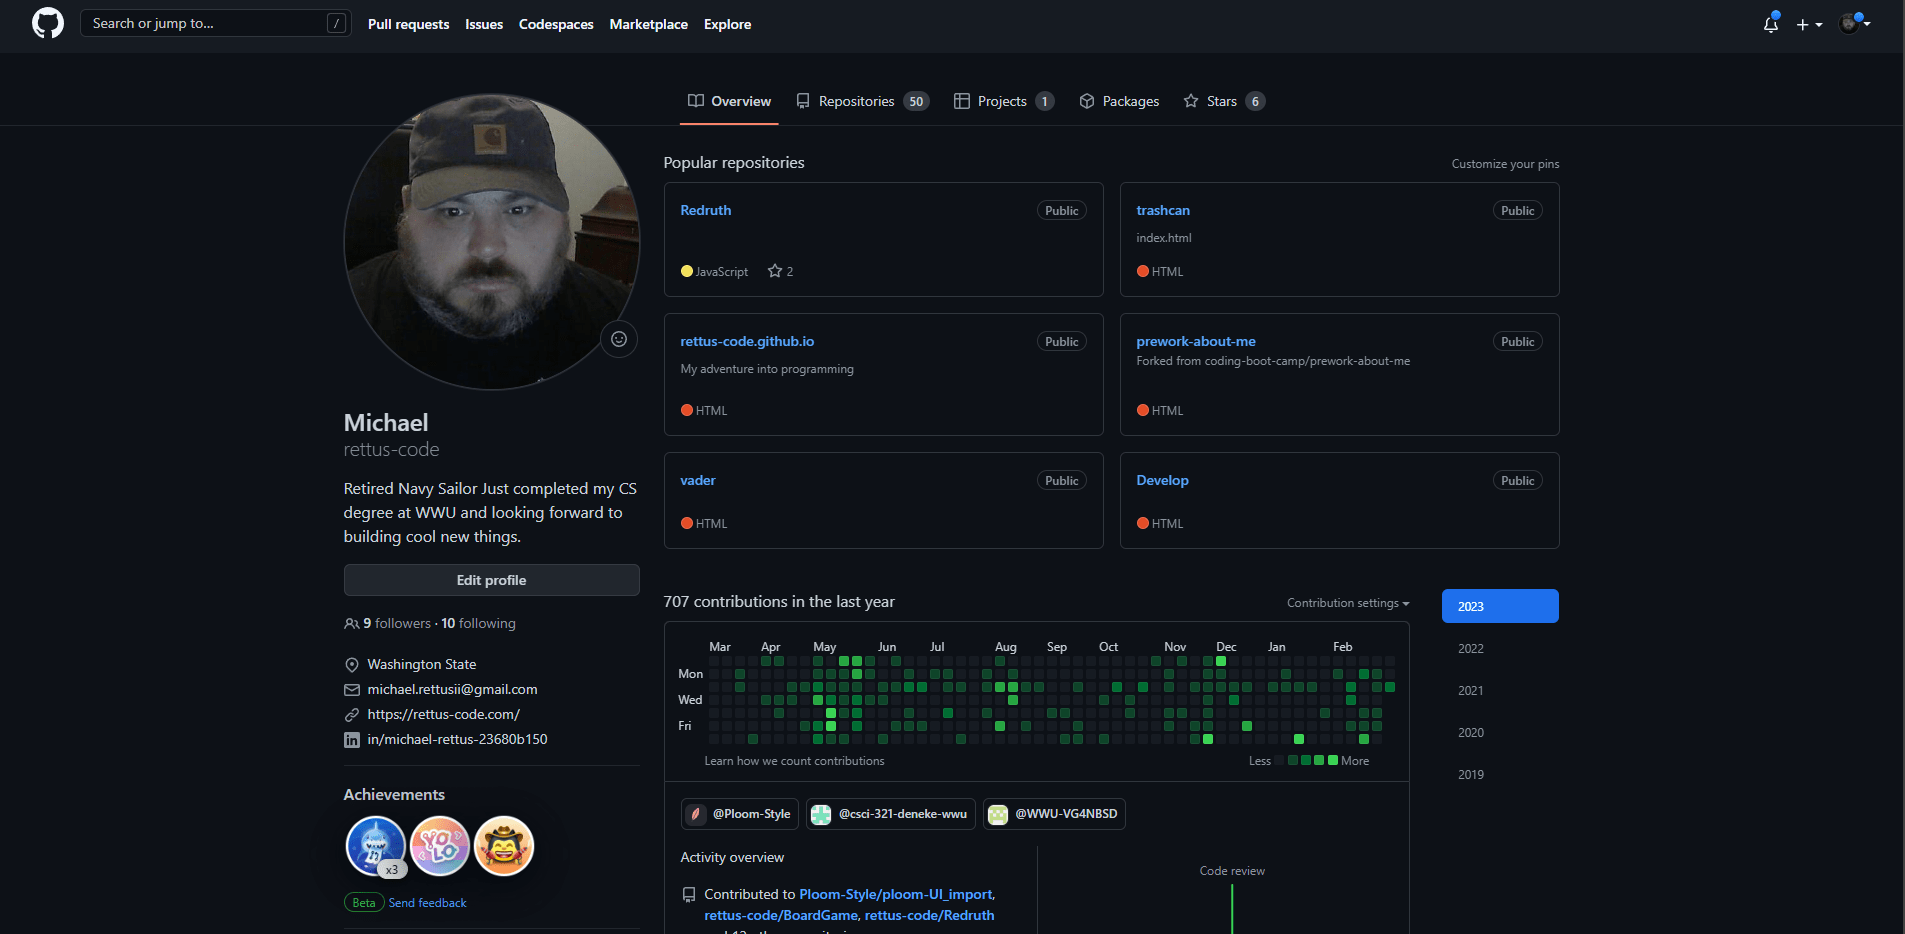 Search or jump to... /
Pull requests Issues Codespaces Marketplace Explore
Overview Repositories 50 Projects 1 Packages Stars 6
Michael
rettus-code
Retired Navy Sailor Just completed my CS
degree at WWU and looking forward to
building cool new things.
Edit profile
9 followers · 10 following
Washington State
michael.rettusii@gmail.com
https://rettus-code.com/
in/michael-rettus-23680b150
Achievements
x3
YOLO
Beta Send feedback
Popular repositories
Customize your pins
Redruth Public
JavaScript 2
trashcan Public
index.html
HTML
rettus-code.github.io Public
My adventure into programming
HTML
prework-about-me Public
Forked from coding-boot-camp/prework-about-me
HTML
vader Public
HTML
Develop Public
HTML
707 contributions in the last year
Contribution settings
2023
2022
2021
2020
2019
Mar Apr May Jun Jul Aug Sep Oct Nov Dec Jan Feb
Mon
Wed
Fri
Learn how we count contributions
Less More
@Ploom-Style @csci-321-deneke-wwu @WWU-VG4NBSD
Activity overview
Contributed to Ploom-Style/ploom-UI_import,
rettus-code/BoardGame, rettus-code/Redruth
Code review